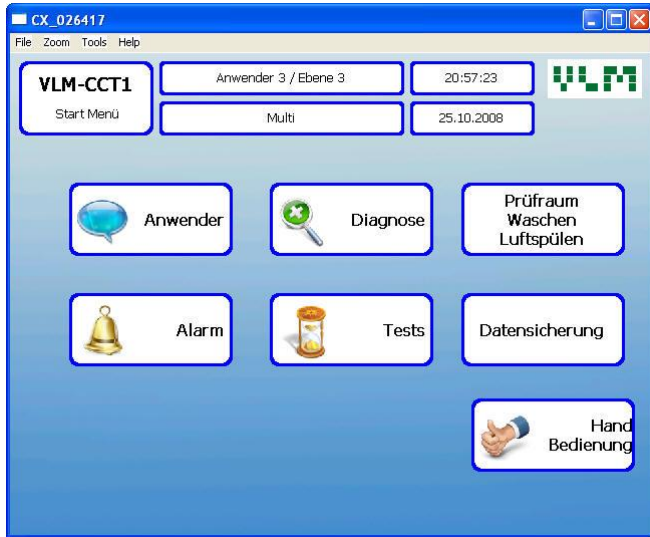 CX_026417
File Zoom Tools Help
VLM-CCT1
Start Menü
Anwender 3 / Ebene 3
20:57:23
VLM
Multi
25.10.2008
Anwender
Diagnose
Prüfraum
Waschen
Luftspülen
Alarm
Tests
Datensicherung
Hand
Bedienung